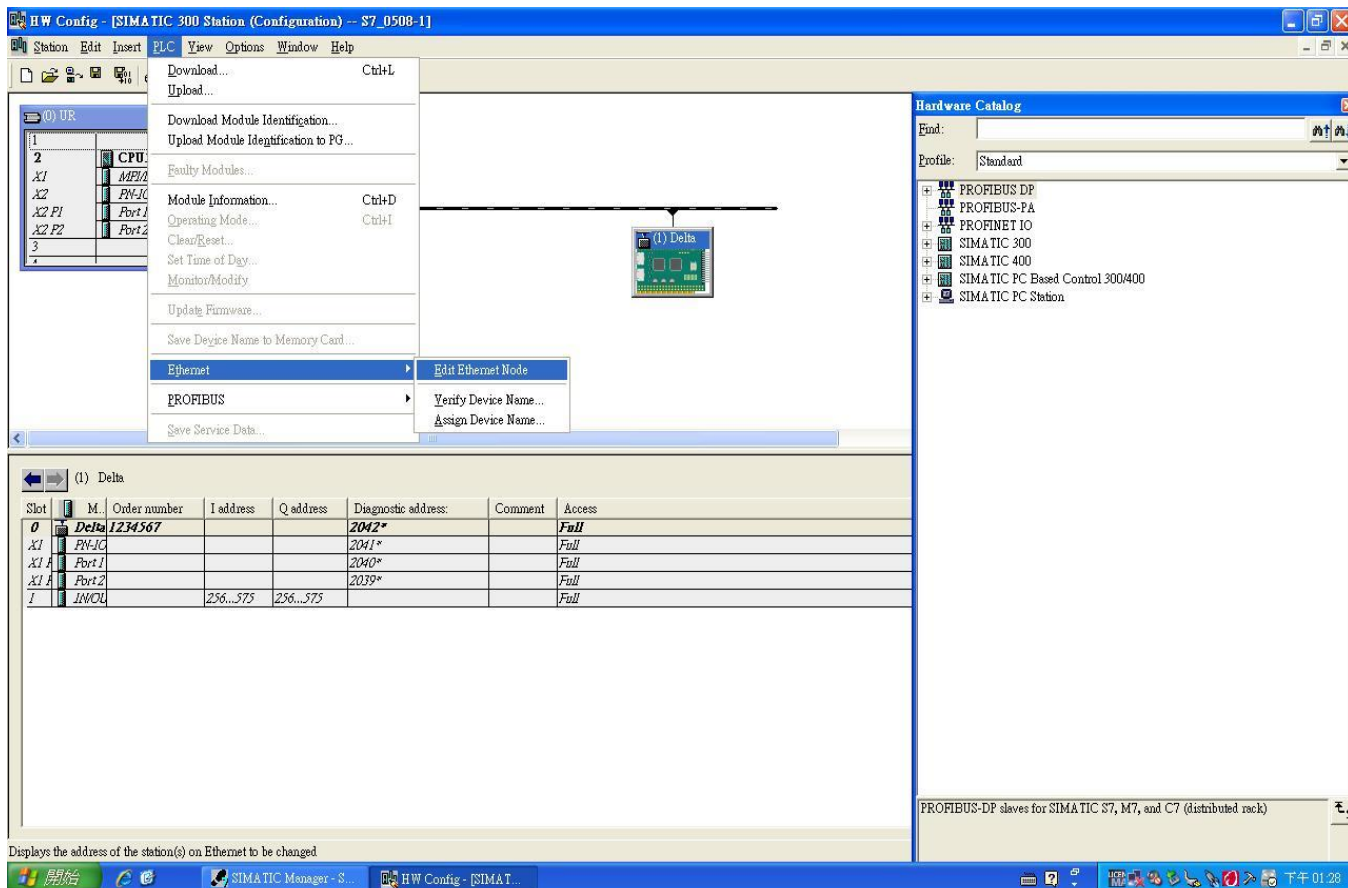 HW Config - [SIMATIC 300 Station (Configuration) -- S7_0508-1]
Station Edit Insert PLC View Options Window Help
Download... Ctrl+L
Upload...
Download Module Identification...
Upload Module Identification to PG...
Faulty Modules...
Module Information... Ctrl+D
Operating Mode... Ctrl+I
Clear/Reset...
Set Time of Day...
Monitor/Modify
Update Firmware...
Save Device Name to Memory Card...
Ethernet
PROFIBUS
Save Service Data...
Edit Ethernet Node
Verify Device Name...
Assign Device Name...
(0) UR
1
2 CPU
X1 MPI/
X2 PN-IO
X2 P1 Port 1
X2 P2 Port 2
3
(1) Delta
Hardware Catalog
Find:
Profile: Standard
PROFIBUS DP
PROFIBUS-PA
PROFINET IO
SIMATIC 300
SIMATIC 400
SIMATIC PC Based Control 300/400
SIMATIC PC Station
(1) Delta
Slot M.. Order number I address Q address Diagnostic address: Comment Access
0 Delta 1234567 2042* Full
X1 PN-IO 2041* Full
X1 P Port 1 2040* Full
X1 P Port 2 2039* Full
1 IN/OU 256...575 256...575 Full
PROFIBUS-DP slaves for SIMATIC S7, M7, and C7 (distributed rack)
Displays the address of the station(s) on Ethernet to be changed
開始 SIMATIC Manager - S... HW Config - [SIMAT... 下午 01:28